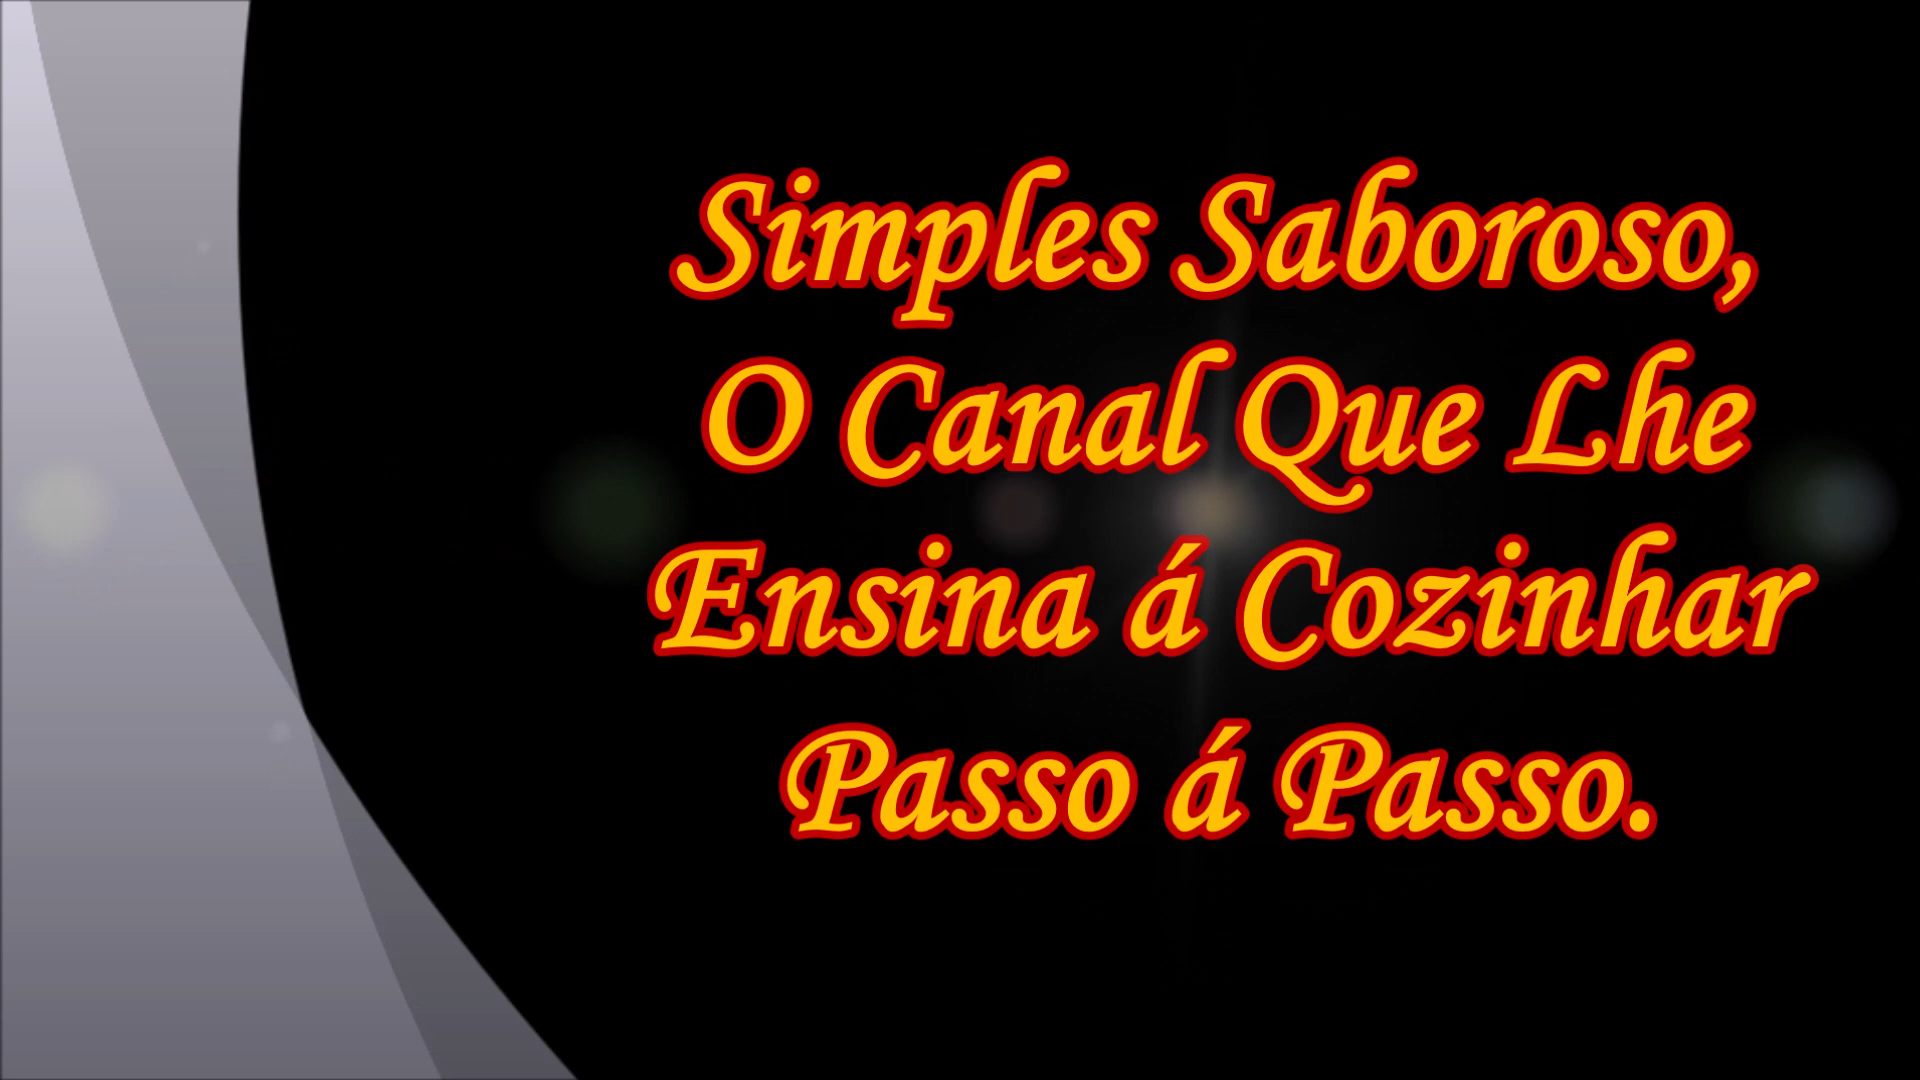 Simples Saboroso,
O Canal Que Lhe
Ensina á Cozinhar
Passo á Passo.